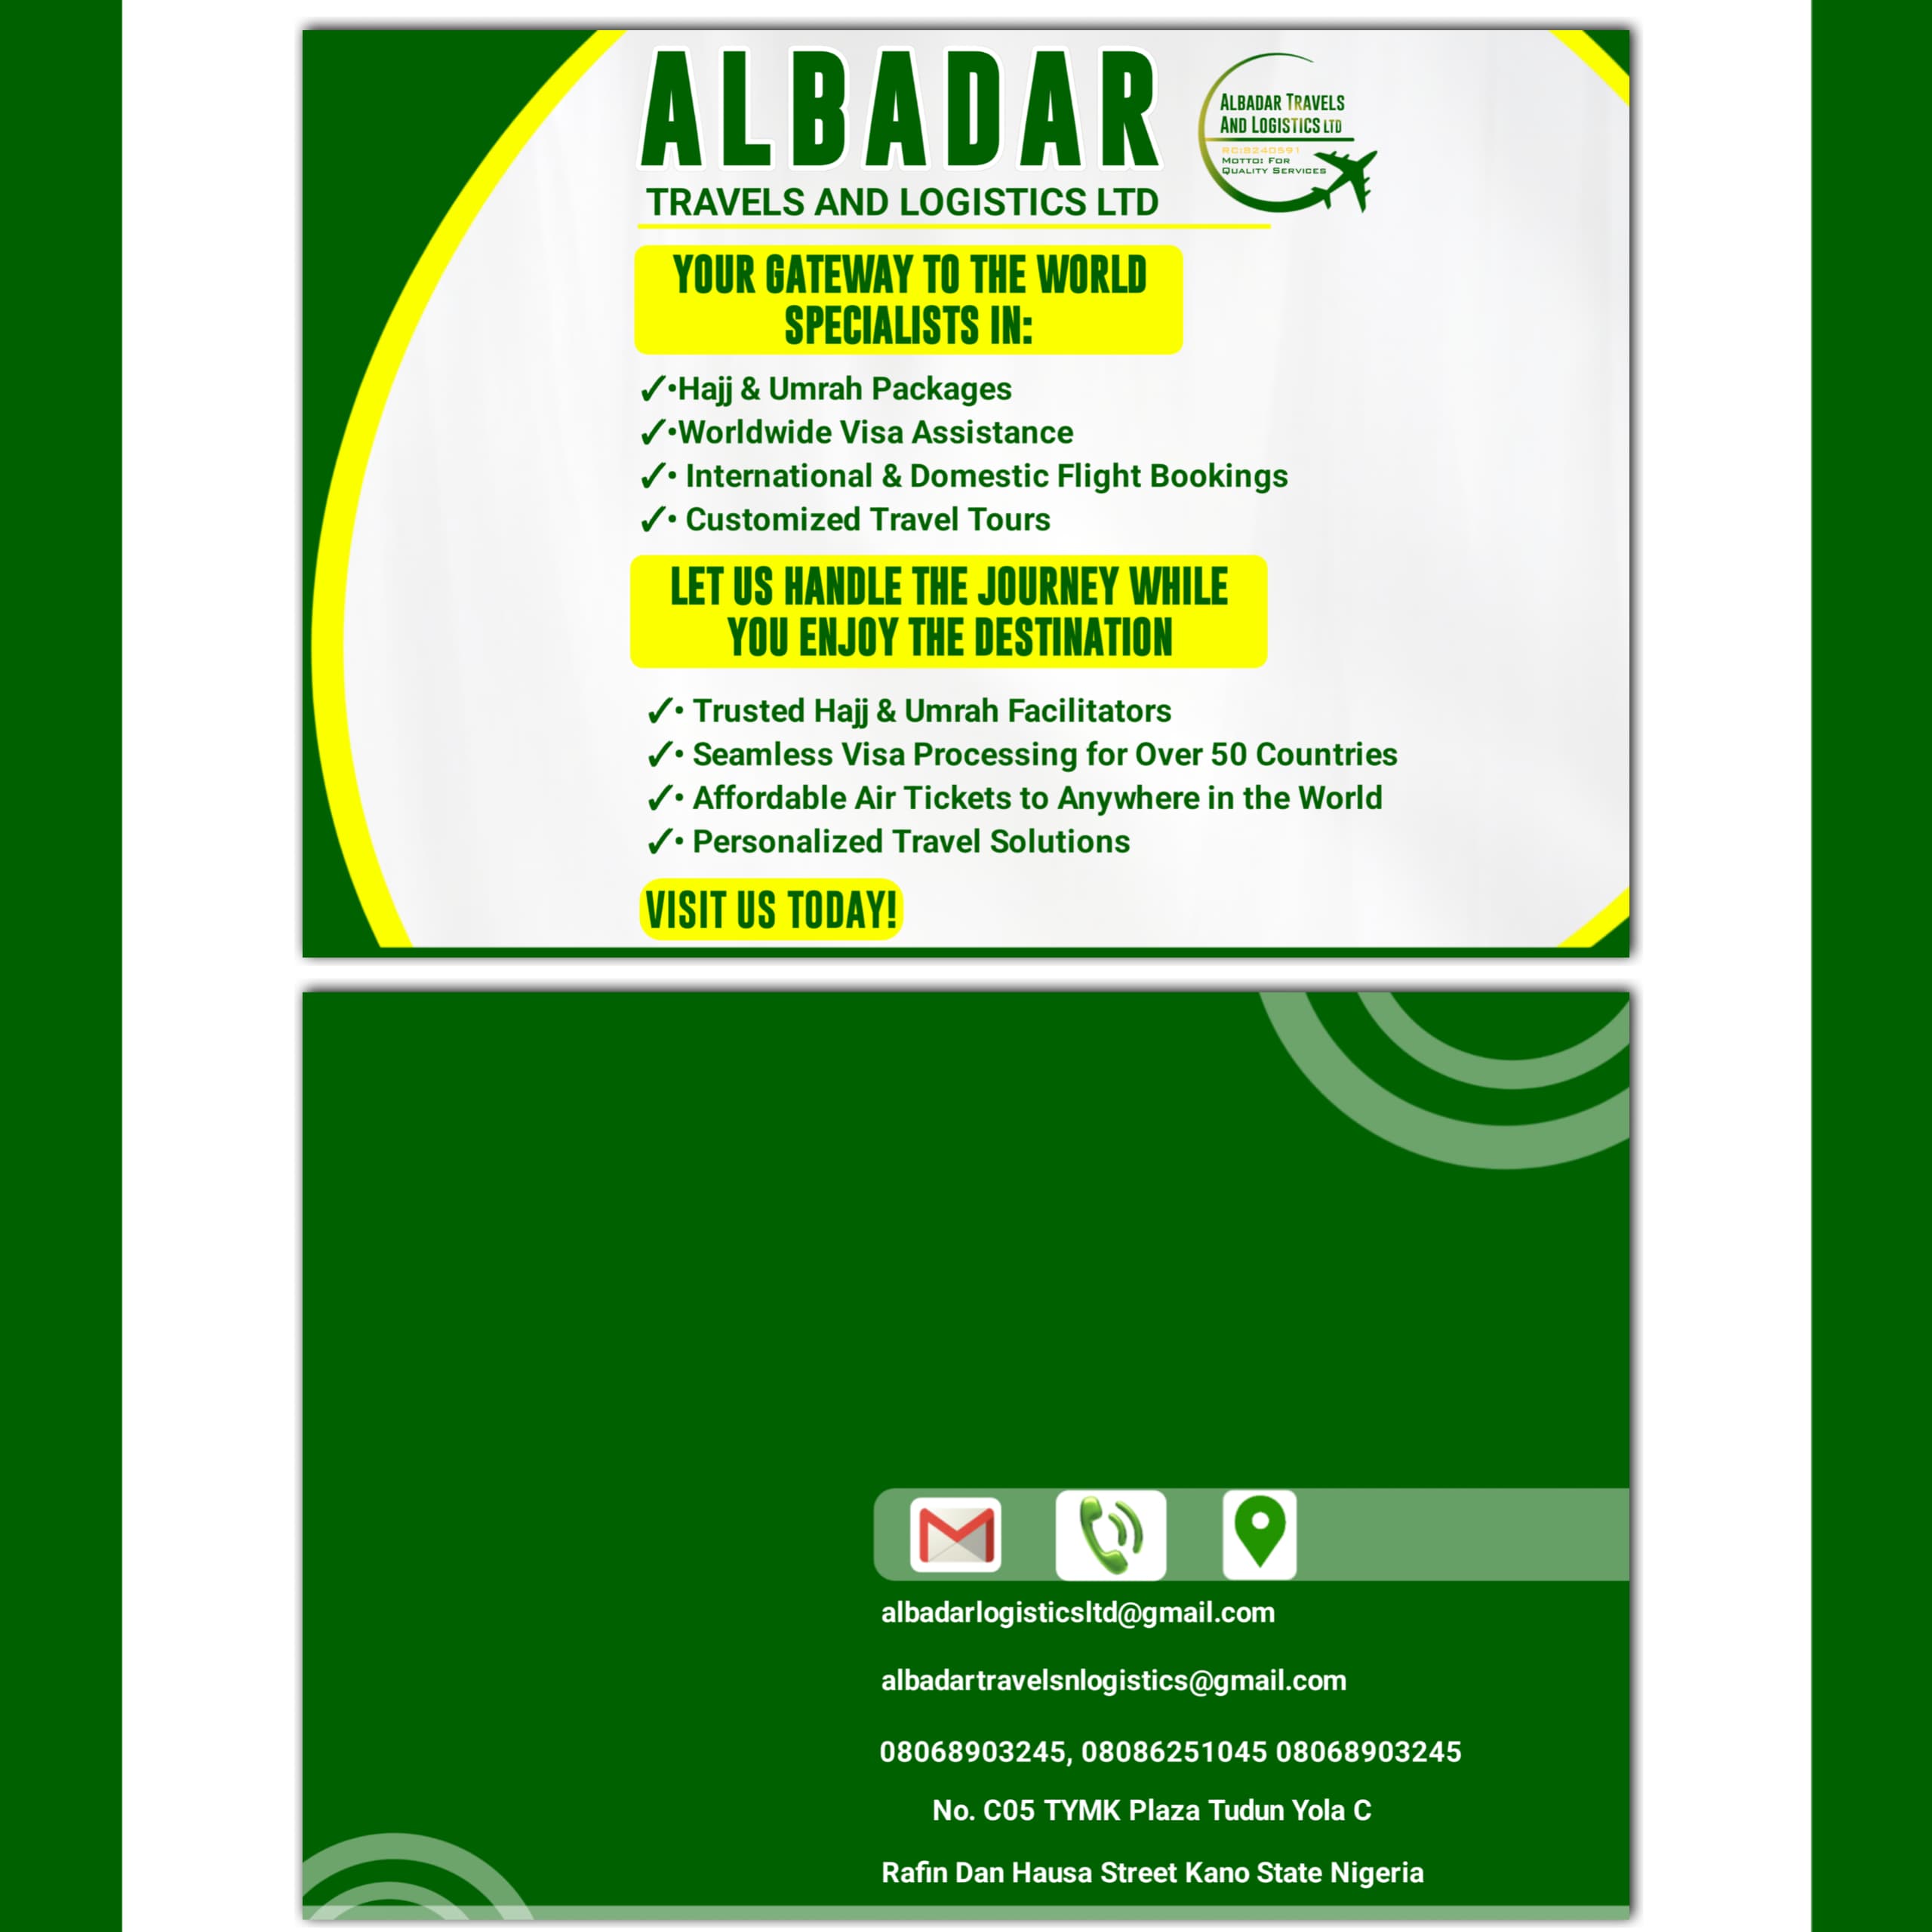 ALBADAR
TRAVELS AND LOGISTICS LTD
ALBADAR TRAVELS
AND LOGISTICS LTD
RC:8240591
MOTTO: FOR
QUALITY SERVICES
YOUR GATEWAY TO THE WORLD
SPECIALISTS IN:
✓•Hajj & Umrah Packages
✓•Worldwide Visa Assistance
✓• International & Domestic Flight Bookings
✓• Customized Travel Tours
LET US HANDLE THE JOURNEY WHILE
YOU ENJOY THE DESTINATION
✓• Trusted Hajj & Umrah Facilitators
✓• Seamless Visa Processing for Over 50 Countries
✓• Affordable Air Tickets to Anywhere in the World
✓• Personalized Travel Solutions
VISIT US TODAY!
albadarlogisticsltd@gmail.com
albadartravelsnlogistics@gmail.com
08068903245, 08086251045 08068903245
No. C05 TYMK Plaza Tudun Yola C
Rafin Dan Hausa Street Kano State Nigeria